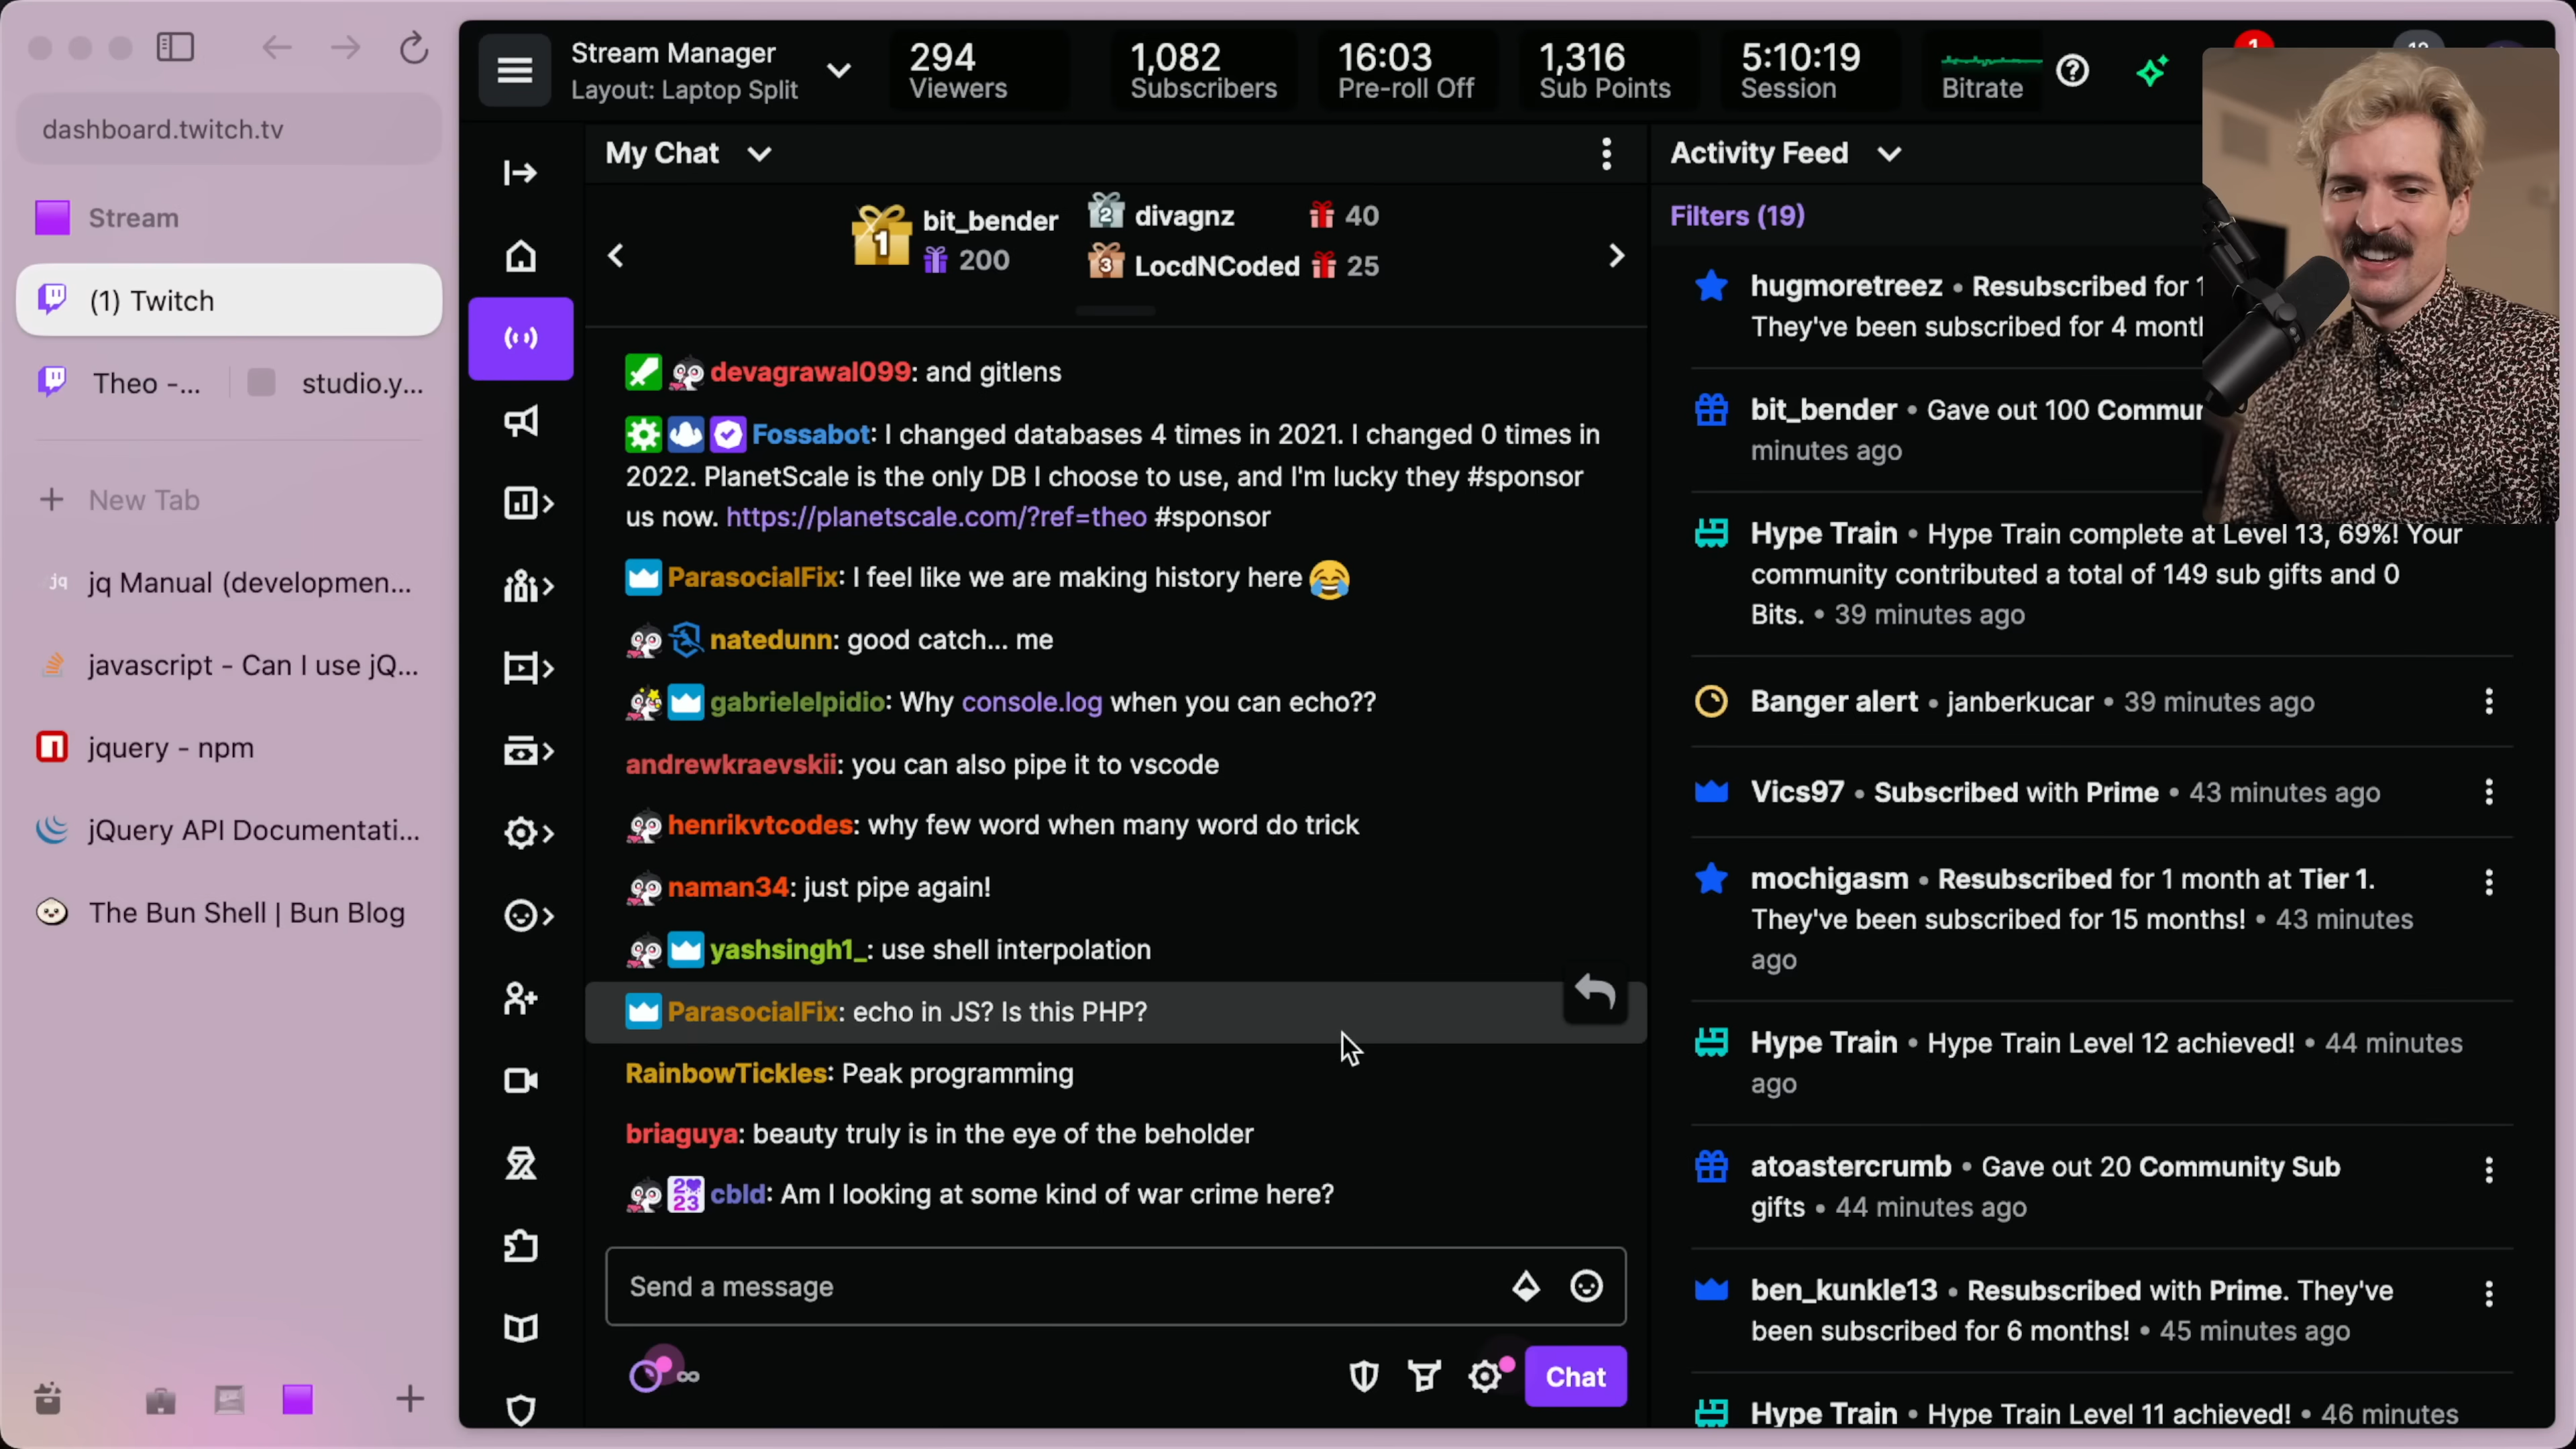 dashboard.twitch.tv
Stream
(1) Twitch
Theo -...
studio.y...
New Tab
jq
jq Manual (developmen...
javascript - Can I use jQ...
jquery - npm
jQuery API Documentati...
The Bun Shell | Bun Blog
Stream Manager
Layout: Laptop Split
294
Viewers
1,082
Subscribers
16:03
Pre-roll Off
1,316
Sub Points
5:10:19
Session
Bitrate
1
My Chat
1
bit_bender
200
2
divagnz
40
3
LocdNCoded
25
devagrawal099: and gitlens
Fossabot: I changed databases 4 times in 2021. I changed 0 times in
2022. PlanetScale is the only DB I choose to use, and I'm lucky they #sponsor
us now. https://planetscale.com/?ref=theo #sponsor
ParasocialFix: I feel like we are making history here
natedunn: good catch... me
gabrielelpidio: Why console.log when you can echo??
andrewkraevskii: you can also pipe it to vscode
henrikvtcodes: why few word when many word do trick
naman34: just pipe again!
yashsingh1_: use shell interpolation
ParasocialFix: echo in JS? Is this PHP?
RainbowTickles: Peak programming
briaguya: beauty truly is in the eye of the beholder
2023 cbld: Am I looking at some kind of war crime here?
Send a message
Chat
Activity Feed
Filters (19)
hugmoretreez • Resubscribed for 1
They've been subscribed for 4
bit_bender • Gave out 100
minutes ago
Hype Train • Hype Train complete at Level 13, 69%! Your
community contributed a total of 149 sub gifts and 0
Bits. • 39 minutes ago
Banger alert • janberkucar • 39 minutes ago
Vics97 • Subscribed with Prime • 43 minutes ago
mochigasm • Resubscribed for 1 month at Tier 1.
They've been subscribed for 15 months! • 43 minutes
ago
Hype Train • Hype Train Level 12 achieved! • 44 minutes
ago
atoastercrumb • Gave out 20 Community Sub
gifts • 44 minutes ago
ben_kunkle13 • Resubscribed with Prime. They've
been subscribed for 6 months! • 45 minutes ago
Hype Train • Hype Train Level 11 achieved! • 46 minutes